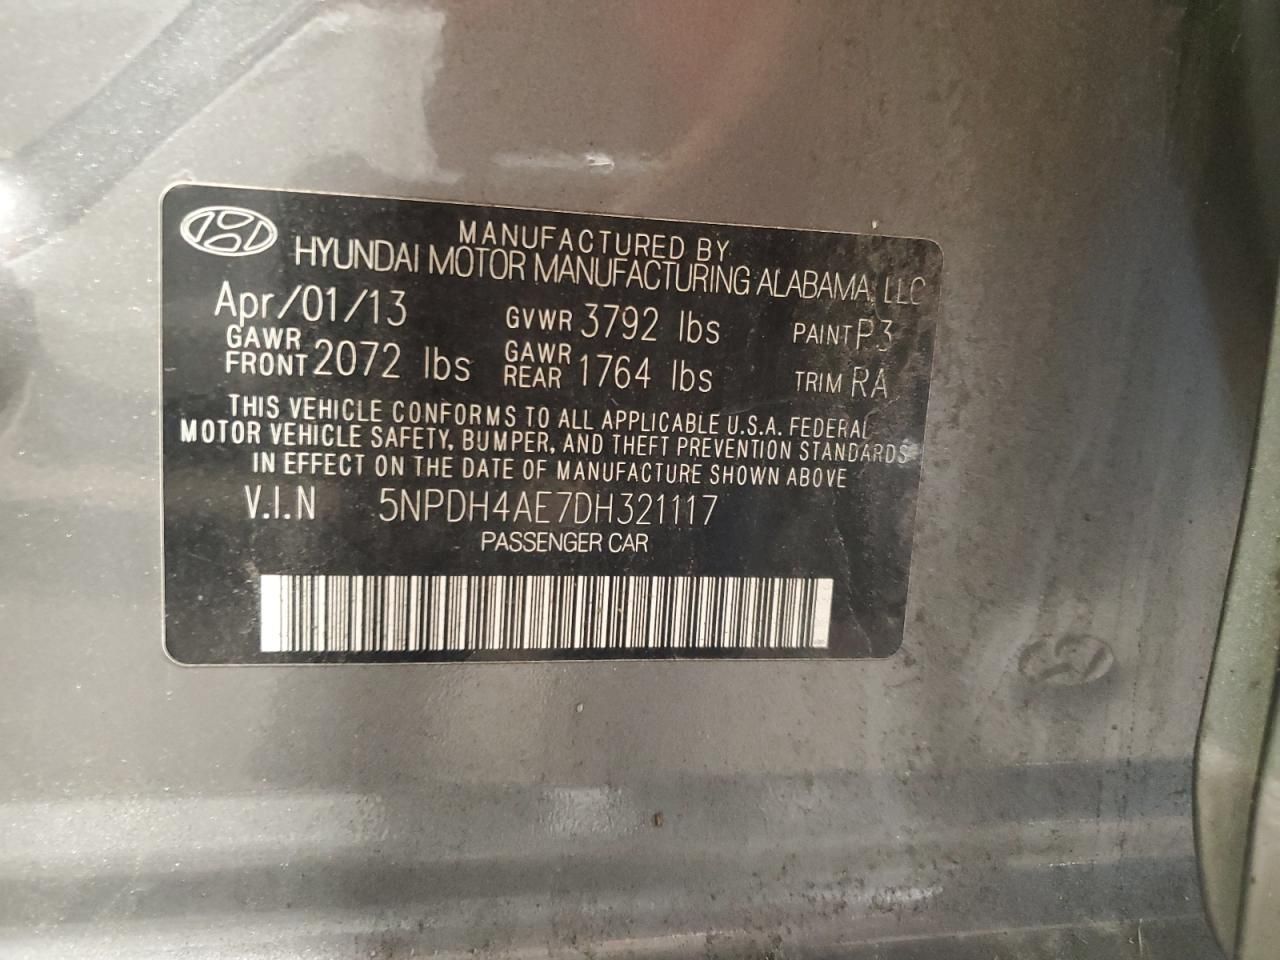 MANUFACTURED BY
HYUNDAI MOTOR MANUFACTURING ALABAMA, LLC
Apr/01/13 GVWR 3792 lbs PAINT P3
GAWR FRONT 2072 lbs GAWR REAR 1764 lbs TRIM RA
THIS VEHICLE CONFORMS TO ALL APPLICABLE U.S.A. FEDERAL
MOTOR VEHICLE SAFETY, BUMPER, AND THEFT PREVENTION STANDARDS
IN EFFECT ON THE DATE OF MANUFACTURE SHOWN ABOVE
V.I.N 5NPDH4AE7DH321117
PASSENGER CAR